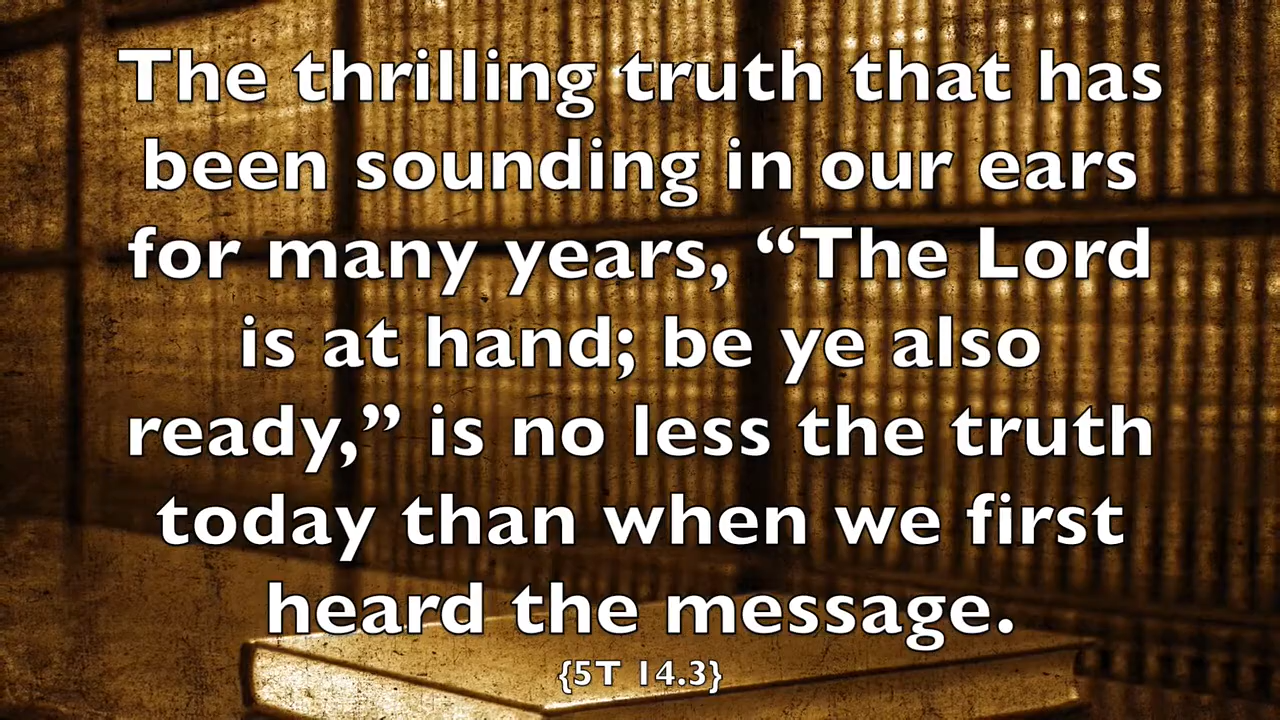 The thrilling truth that has
been sounding in our ears
for many years, “The Lord
is at hand; be ye also
ready,” is no less the truth
today than when we first
heard the message.
{5T 14.3}